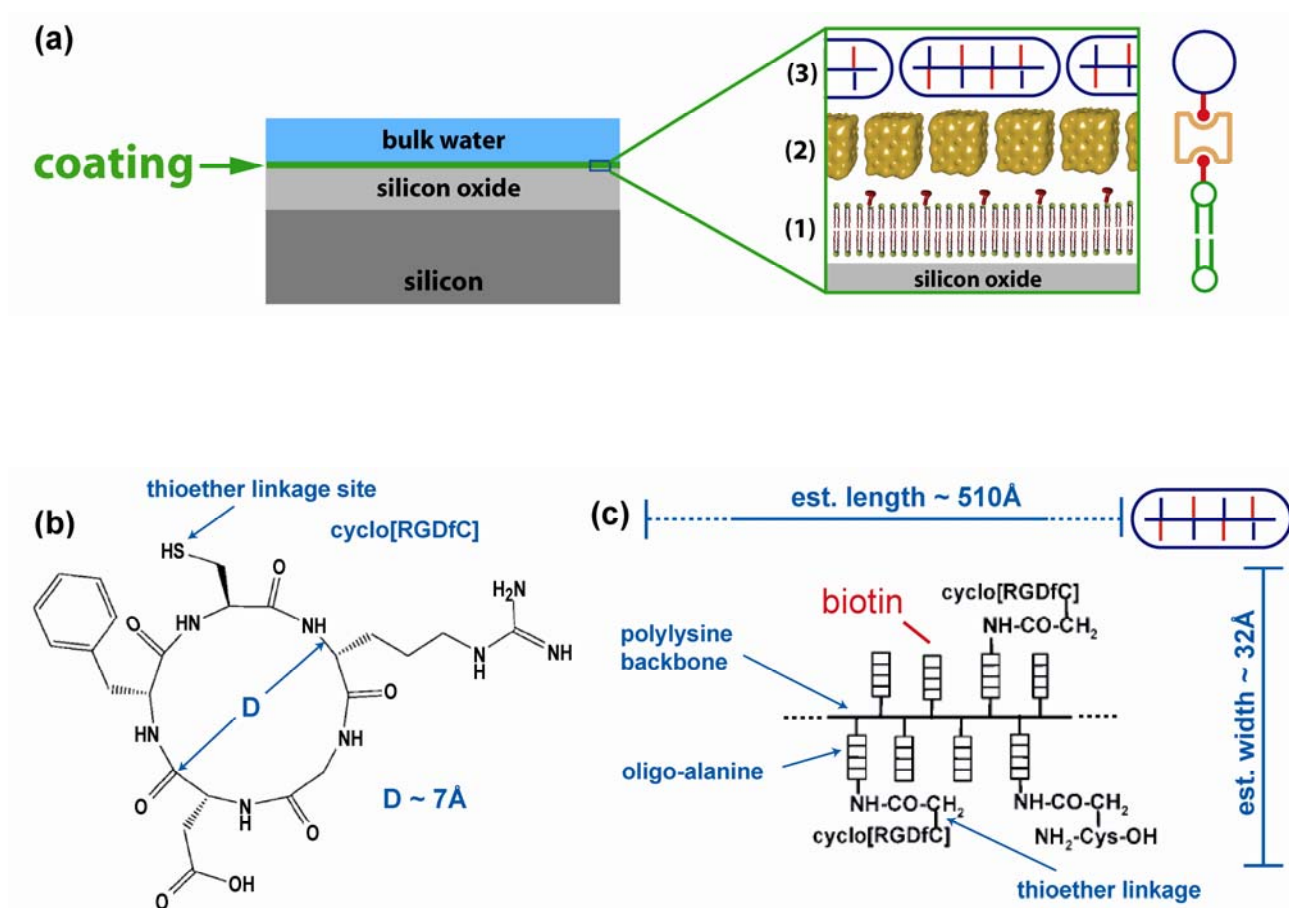 (a)
coating
bulk water
silicon oxide
silicon
(3)
(2)
(1)
silicon oxide
(b)
thioether linkage site
cyclo[RGDfC]
HS
O
O
NH
HN
H₂N
NH
N
H
NH
O
NH
NH
O
D
O
N
H
O
D ~ 7Å
O
OH
(c)
est. length ~ 510Å
est. width ~ 32Å
biotin
cyclo[RGDfC]
NH-CO-CH₂
polylysine
backbone
oligo-alanine
NH-CO-CH₂
cyclo[RGDfC]
NH-CO-CH₂
NH₂-Cys-OH
thioether linkage